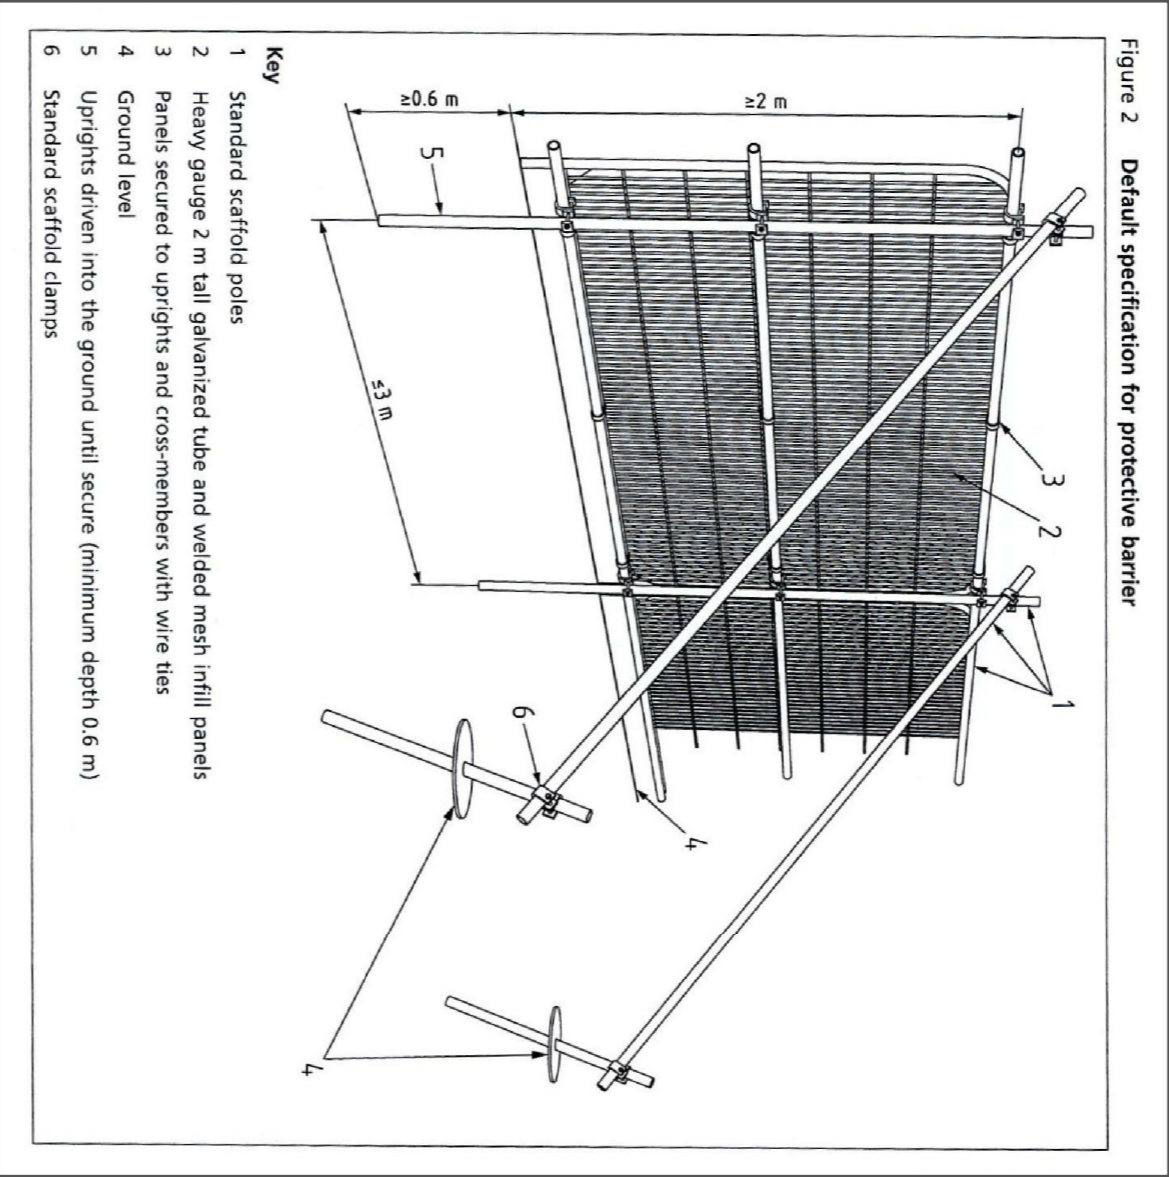 Figure 2 Default specification for protective barrier
≥2 m
≥0.6 m
≤3 m
5
3
2
1
6
4
4
Key
1 Standard scaffold poles
2 Heavy gauge 2 m tall galvanized tube and welded mesh infill panels
3 Panels secured to uprights and cross-members with wire ties
4 Ground level
5 Uprights driven into the ground until secure (minimum depth 0.6 m)
6 Standard scaffold clamps